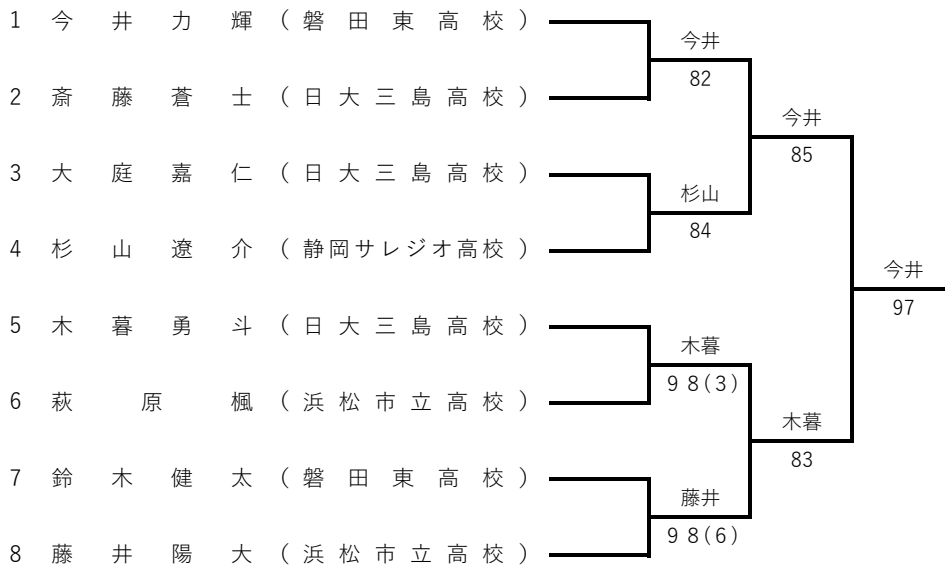 1 今井力輝 (磐田東高校)
今井
82
2 斎藤蒼士 (日大三島高校)
今井
85
3 大庭嘉仁 (日大三島高校)
杉山
84
4 杉山遼介 (静岡サレジオ高校)
今井
97
5 木暮勇斗 (日大三島高校)
木暮
98(3)
6 萩原楓 (浜松市立高校)
木暮
83
7 鈴木健太 (磐田東高校)
藤井
98(6)
8 藤井陽大 (浜松市立高校)